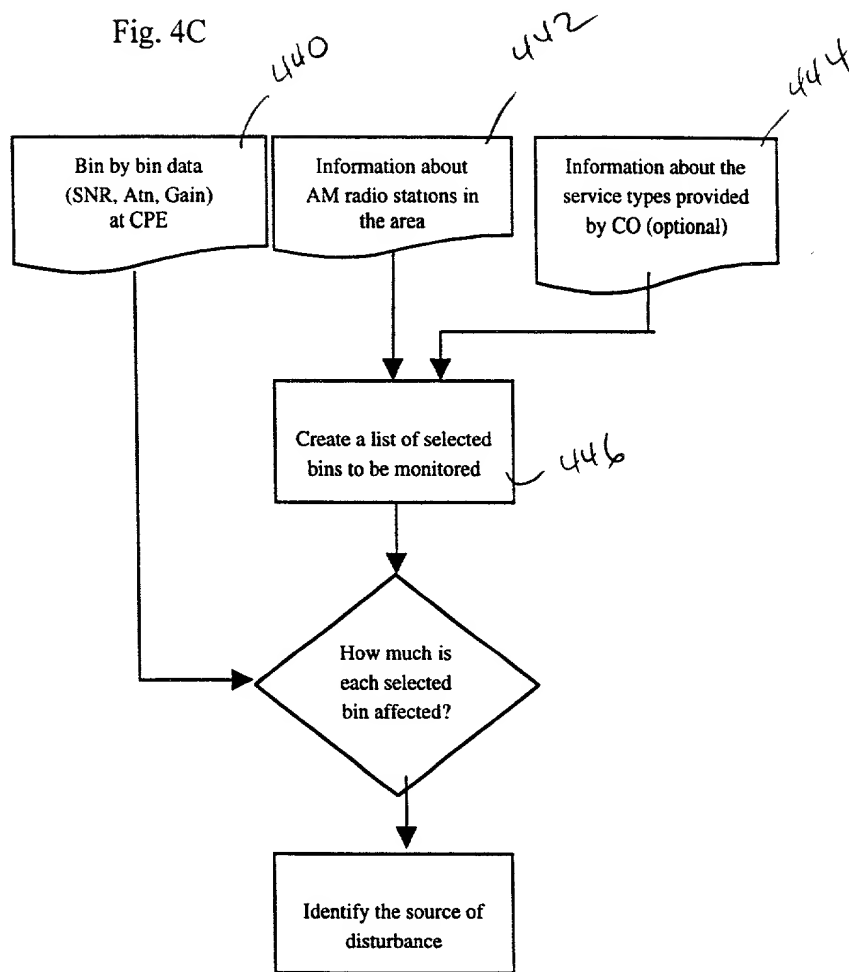 Fig. 4C
440
442
444
Bin by bin data
(SNR, Atn, Gain)
at CPE
Information about
AM radio stations in
the area
Information about the
service types provided
by CO (optional)
Create a list of selected
bins to be monitored
446
How much is
each selected
bin affected?
Identify the source of
disturbance